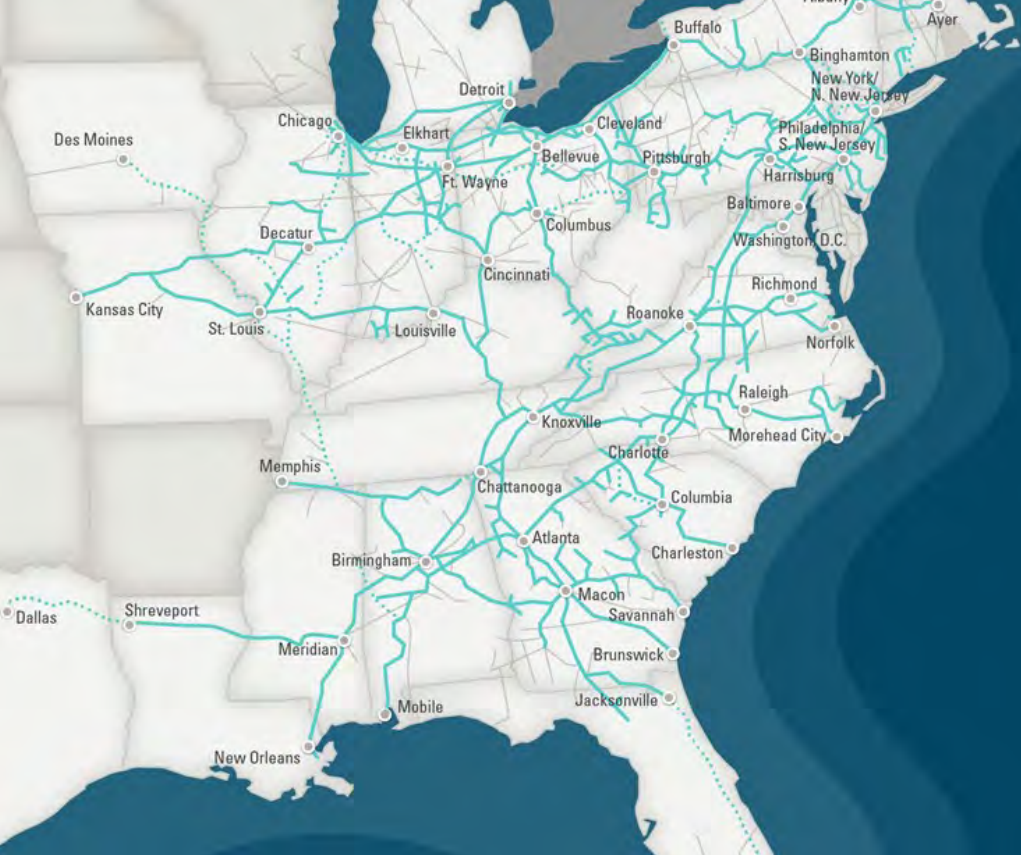 Albany
Ayer
Buffalo
Binghamton
New York/
N. New Jersey
Detroit
Chicago
Elkhart
Cleveland
Philadelphia/
S. New Jersey
Des Moines
Bellevue
Pittsburgh
Harrisburg
Ft. Wayne
Baltimore
Columbus
Decatur
Washington, D.C.
Cincinnati
Richmond
Kansas City
St. Louis
Louisville
Roanoke
Norfolk
Raleigh
Knoxville
Morehead City
Charlotte
Memphis
Chattanooga
Columbia
Atlanta
Charleston
Birmingham
Macon
Savannah
Dallas
Shreveport
Meridian
Brunswick
Jacksonville
Mobile
New Orleans